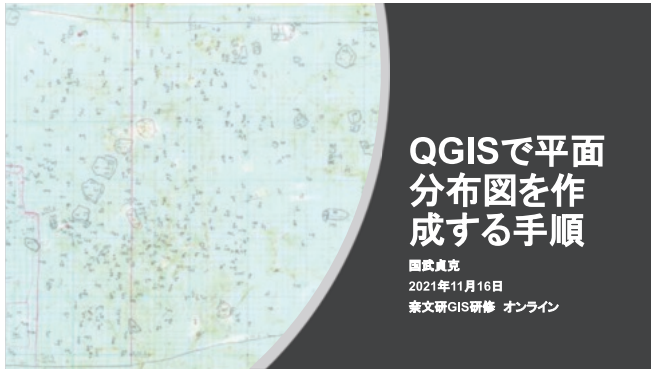 QGISで平面
分布図を作
成する手順
国武貞克
2021年11月16日
奈文研GIS研修 オンライン